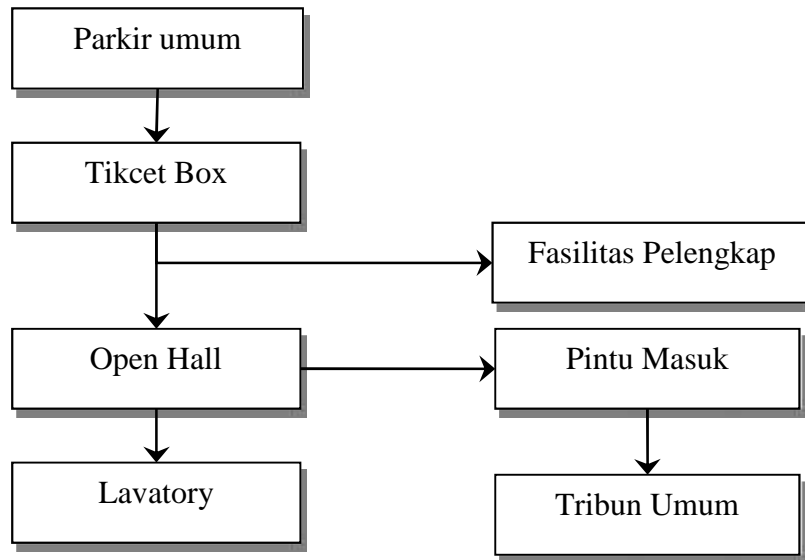 Parkir umum
Tikcet Box
Fasilitas Pelengkap
Open Hall
Pintu Masuk
Lavatory
Tribun Umum